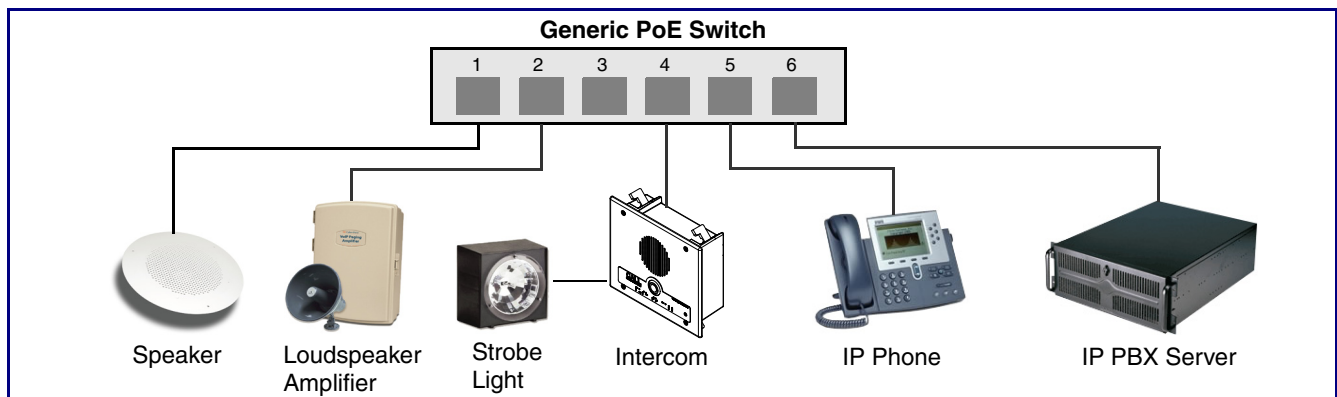 Generic PoE Switch
1 2 3 4 5 6
Speaker
Loudspeaker
Amplifier
Strobe
Light
Intercom
IP Phone
IP PBX Server